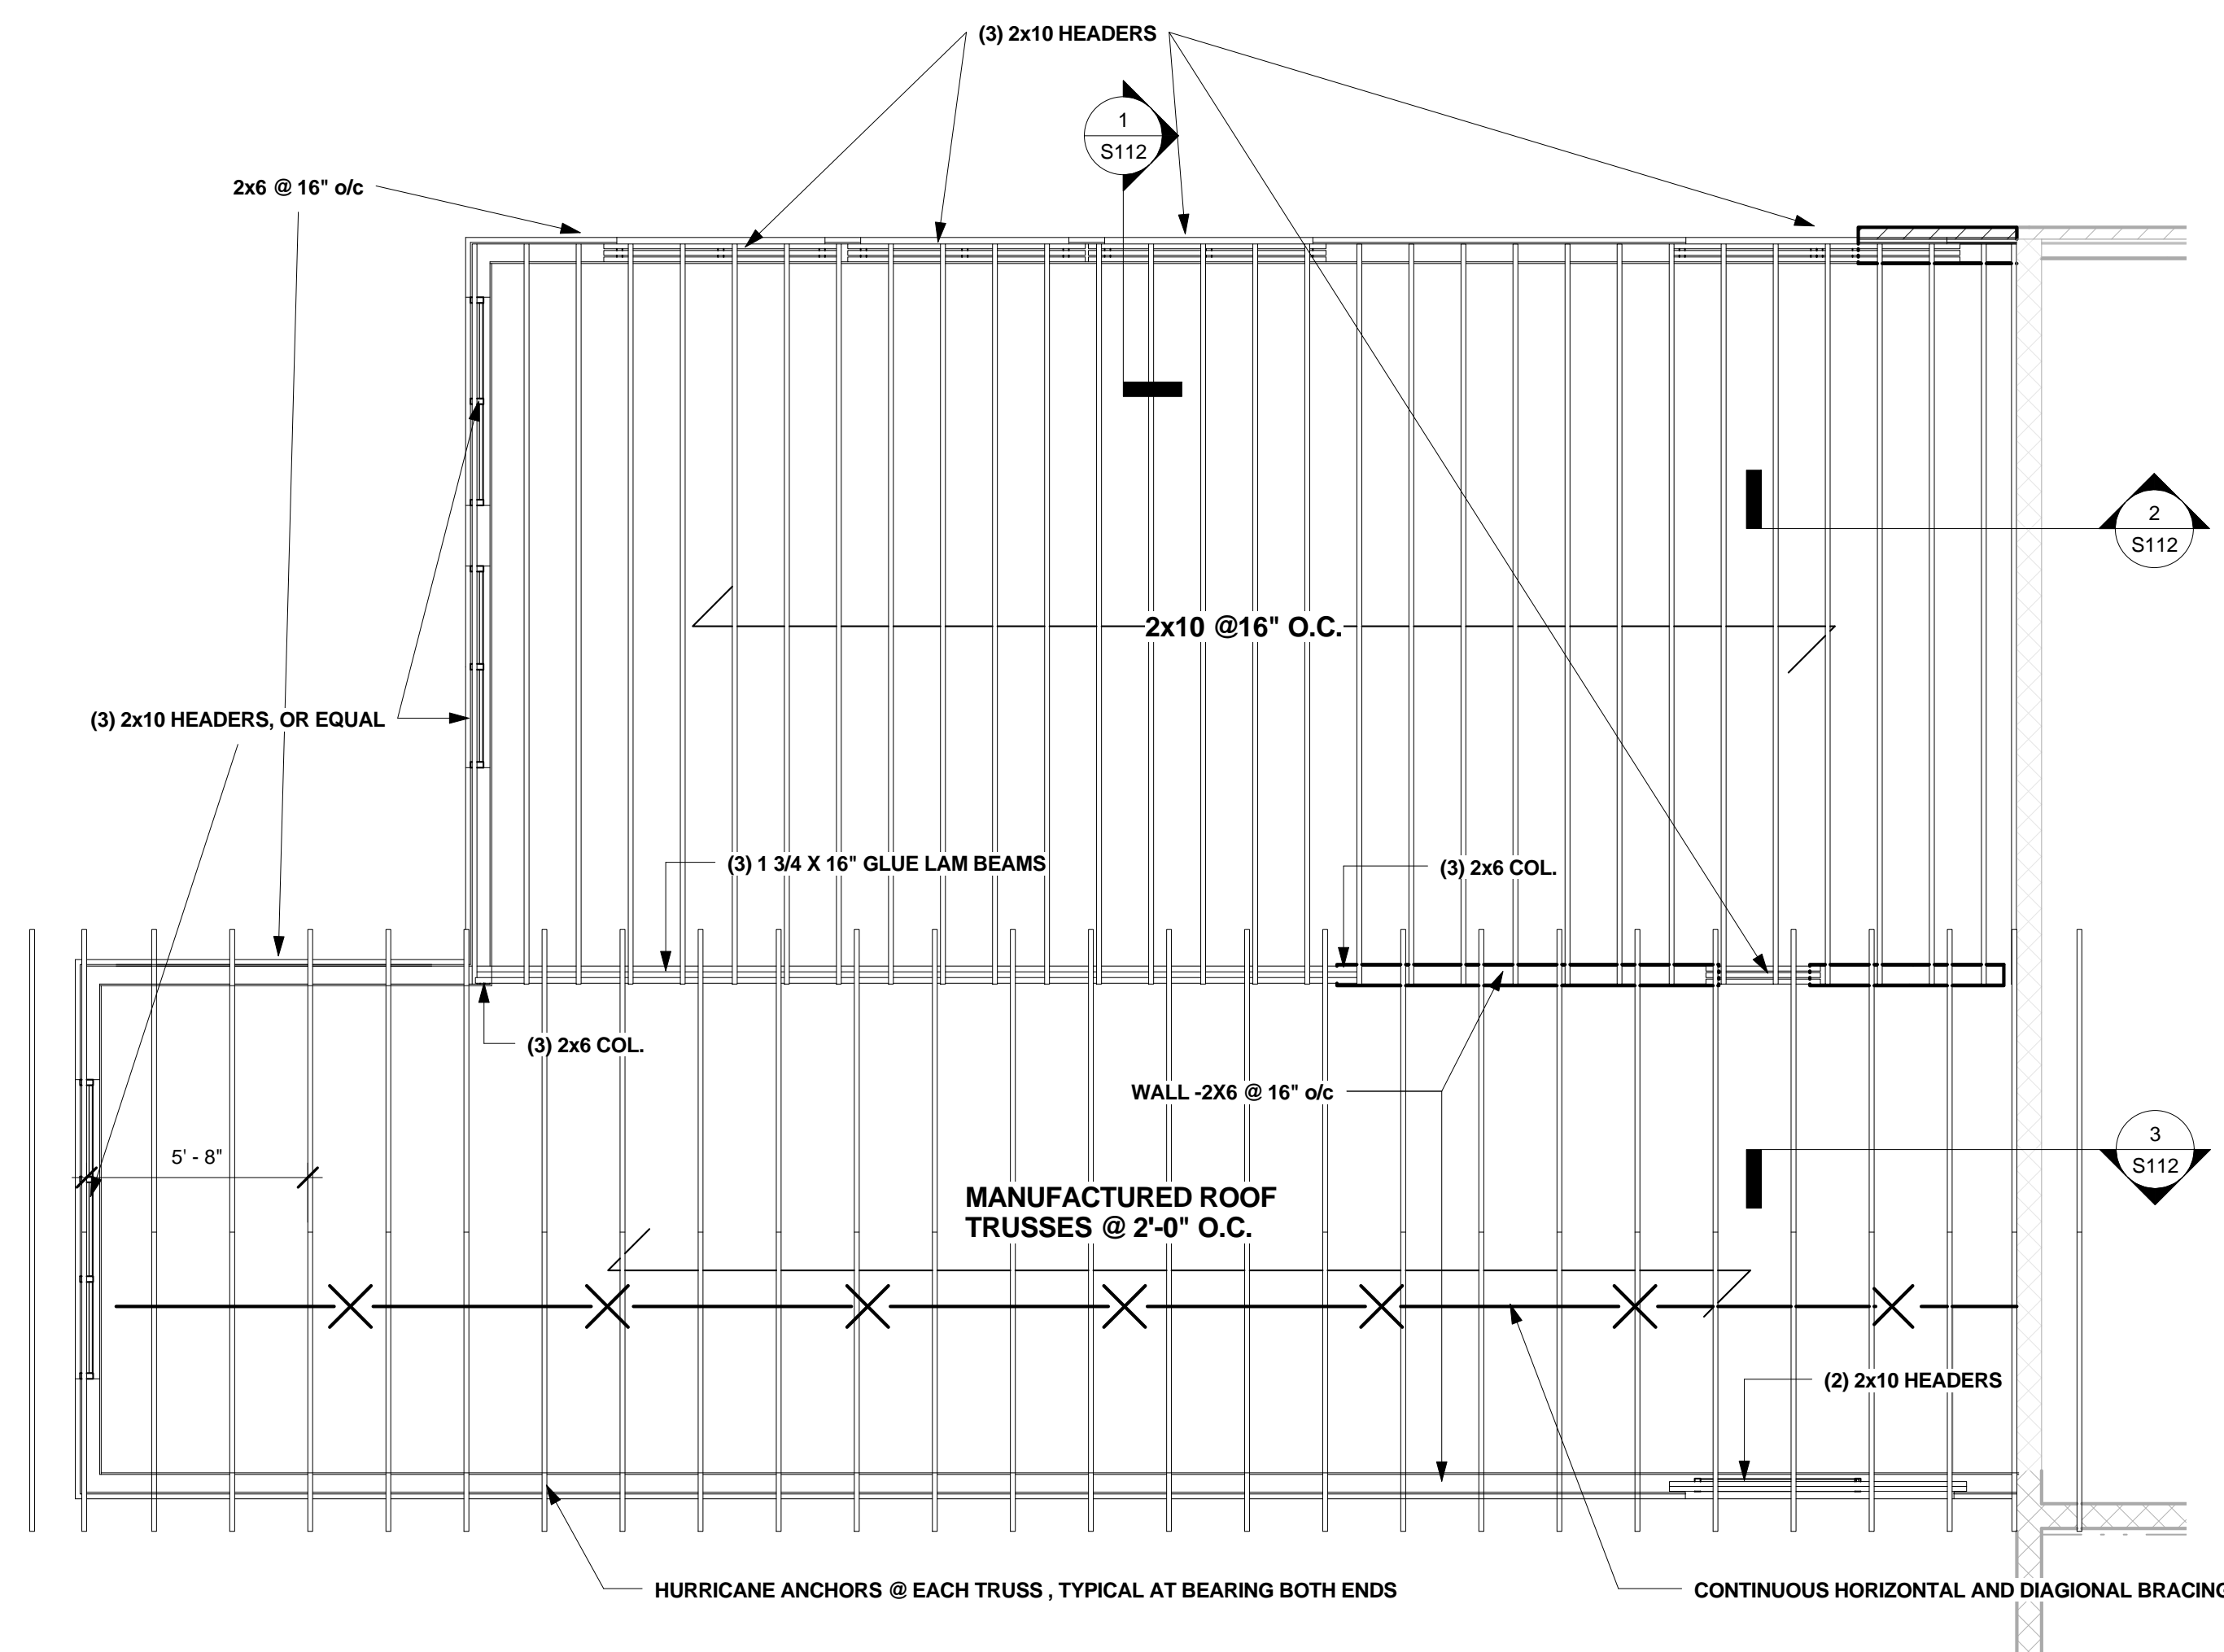 (3) 2x10 HEADERS
1
S112
2x6 @ 16" o/c
2
S112
2x10 @16" O.C.
(3) 2x10 HEADERS, OR EQUAL
(3) 1 3/4 X 16" GLUE LAM BEAMS
(3) 2x6 COL.
(3) 2x6 COL.
WALL -2X6 @ 16" o/c
5' - 8"
3
S112
MANUFACTURED ROOF
TRUSSES @ 2'-0" O.C.
(2) 2x10 HEADERS
HURRICANE ANCHORS @ EACH TRUSS , TYPICAL AT BEARING BOTH ENDS
CONTINUOUS HORIZONTAL AND DIAGIONAL BRACING